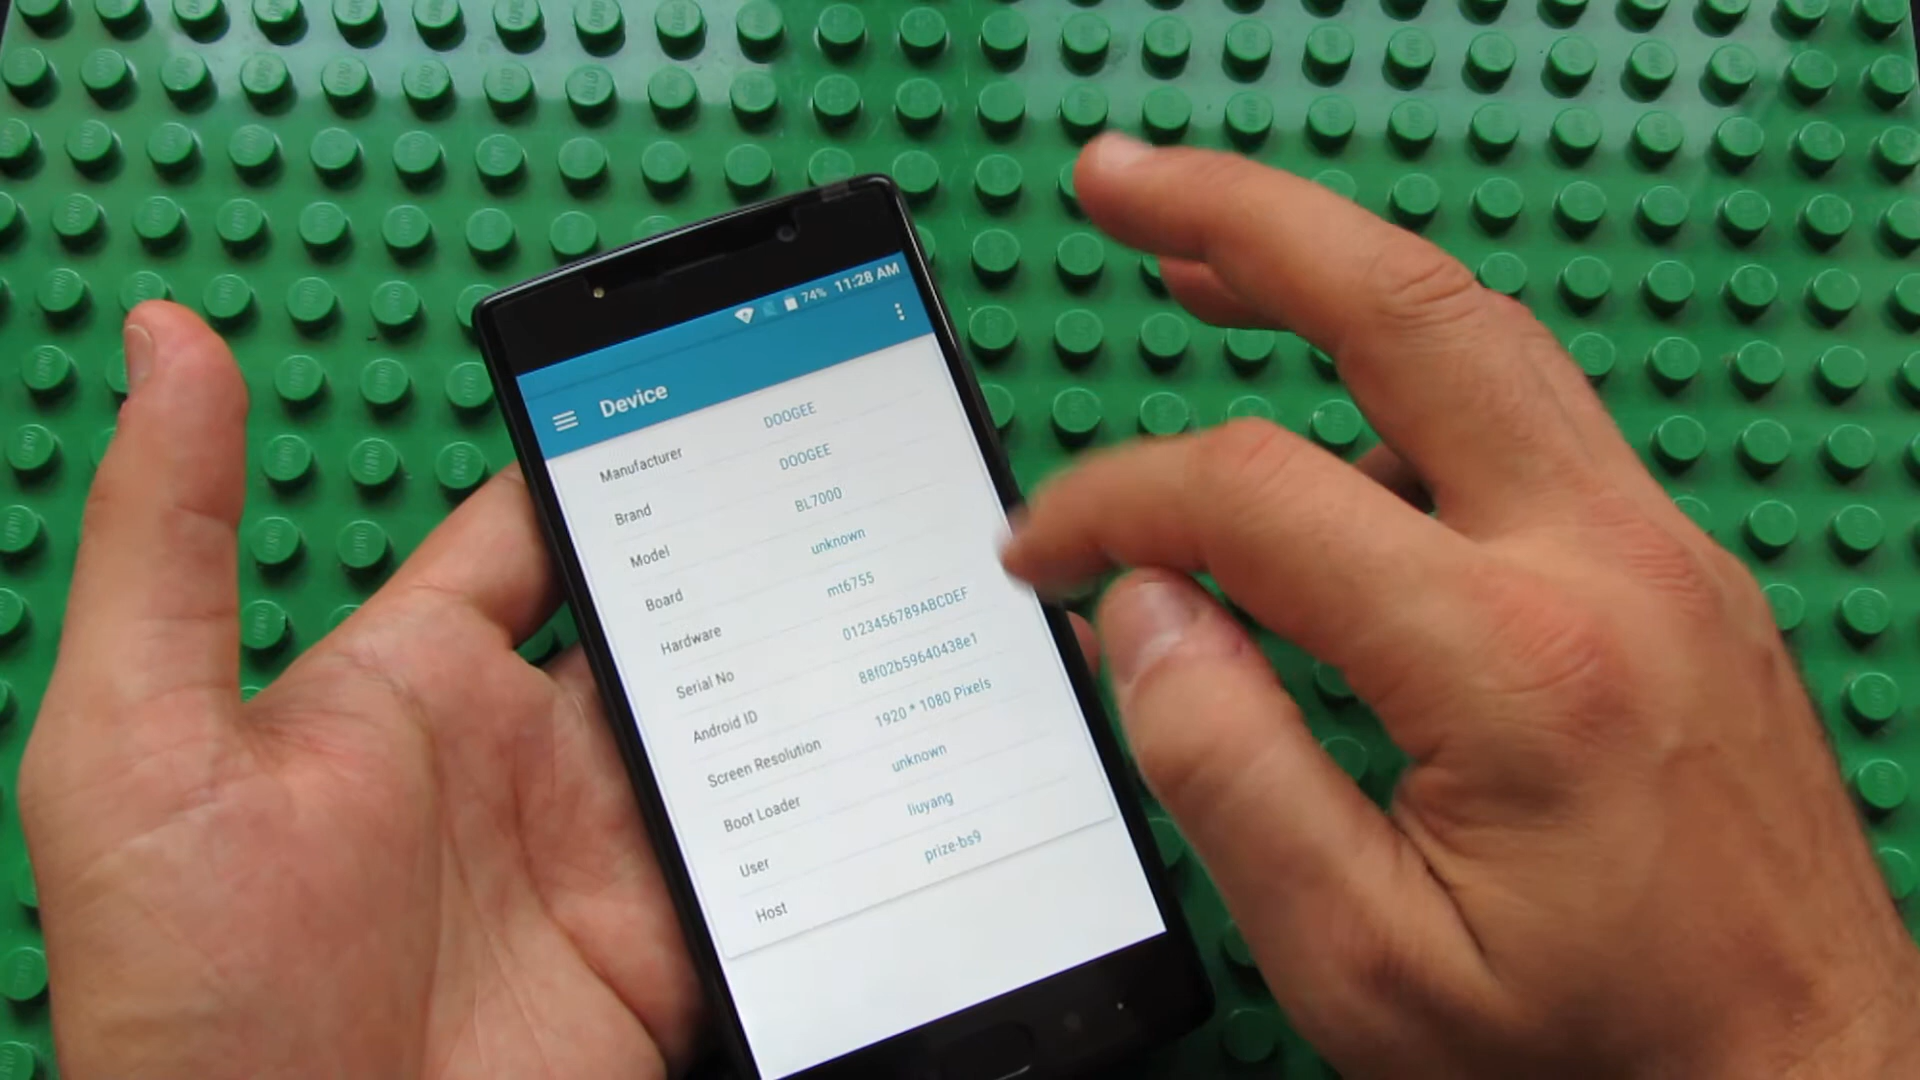 74% 11:28 AM
Device
Manufacturer DOOGEE
Brand DOOGEE
Model BL7000
Board unknown
Hardware mt6755
Serial No 0123456789ABCDEF
Android ID 88f02b59640438e1
Screen Resolution 1920 * 1080 Pixels
Boot Loader unknown
User liuyang
Host prize-bs9